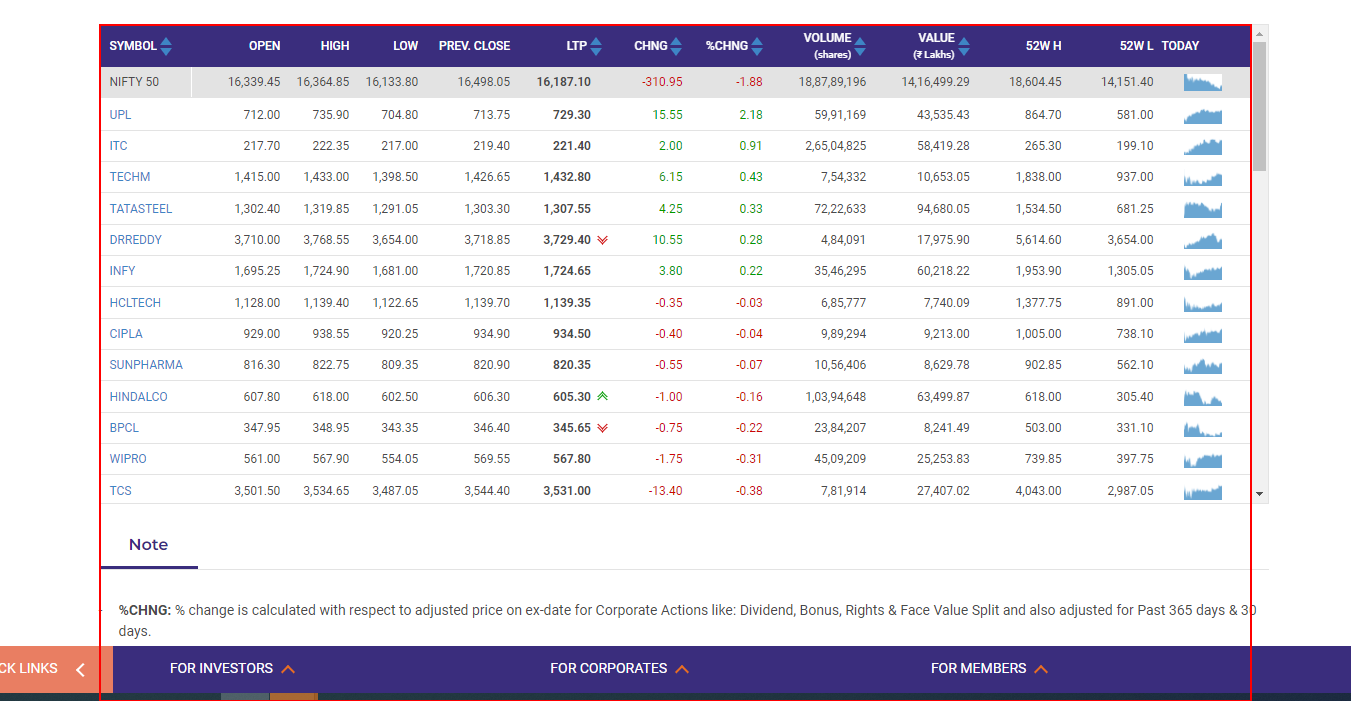 SYMBOL OPEN HIGH LOW PREV. CLOSE LTP CHNG %CHNG VOLUME (shares) VALUE (₹ Lakhs) 52W H 52W L TODAY
NIFTY 50 16,339.45 16,364.85 16,133.80 16,498.05 16,187.10 -310.95 -1.88 18,87,89,196 14,16,499.29 18,604.45 14,151.40
UPL 712.00 735.90 704.80 713.75 729.30 15.55 2.18 59,91,169 43,535.43 864.70 581.00
ITC 217.70 222.35 217.00 219.40 221.40 2.00 0.91 2,65,04,825 58,419.28 265.30 199.10
TECHM 1,415.00 1,433.00 1,398.50 1,426.65 1,432.80 6.15 0.43 7,54,332 10,653.05 1,838.00 937.00
TATASTEEL 1,302.40 1,319.85 1,291.05 1,303.30 1,307.55 4.25 0.33 72,22,633 94,680.05 1,534.50 681.25
DRREDDY 3,710.00 3,768.55 3,654.00 3,718.85 3,729.40 10.55 0.28 4,84,091 17,975.90 5,614.60 3,654.00
INFY 1,695.25 1,724.90 1,681.00 1,720.85 1,724.65 3.80 0.22 35,46,295 60,218.22 1,953.90 1,305.05
HCLTECH 1,128.00 1,139.40 1,122.65 1,139.70 1,139.35 -0.35 -0.03 6,85,777 7,740.09 1,377.75 891.00
CIPLA 929.00 938.55 920.25 934.90 934.50 -0.40 -0.04 9,89,294 9,213.00 1,005.00 738.10
SUNPHARMA 816.30 822.75 809.35 820.90 820.35 -0.55 -0.07 10,56,406 8,629.78 902.85 562.10
HINDALCO 607.80 618.00 602.50 606.30 605.30 -1.00 -0.16 1,03,94,648 63,499.87 618.00 305.40
BPCL 347.95 348.95 343.35 346.40 345.65 -0.75 -0.22 23,84,207 8,241.49 503.00 331.10
WIPRO 561.00 567.90 554.05 569.55 567.80 -1.75 -0.31 45,09,209 25,253.83 739.85 397.75
TCS 3,501.50 3,534.65 3,487.05 3,544.40 3,531.00 -13.40 -0.38 7,81,914 27,407.02 4,043.00 2,987.05
Note
%CHNG: % change is calculated with respect to adjusted price on ex-date for Corporate Actions like: Dividend, Bonus, Rights & Face Value Split and also adjusted for Past 365 days & 30
days.
CK LINKS FOR INVESTORS FOR CORPORATES FOR MEMBERS